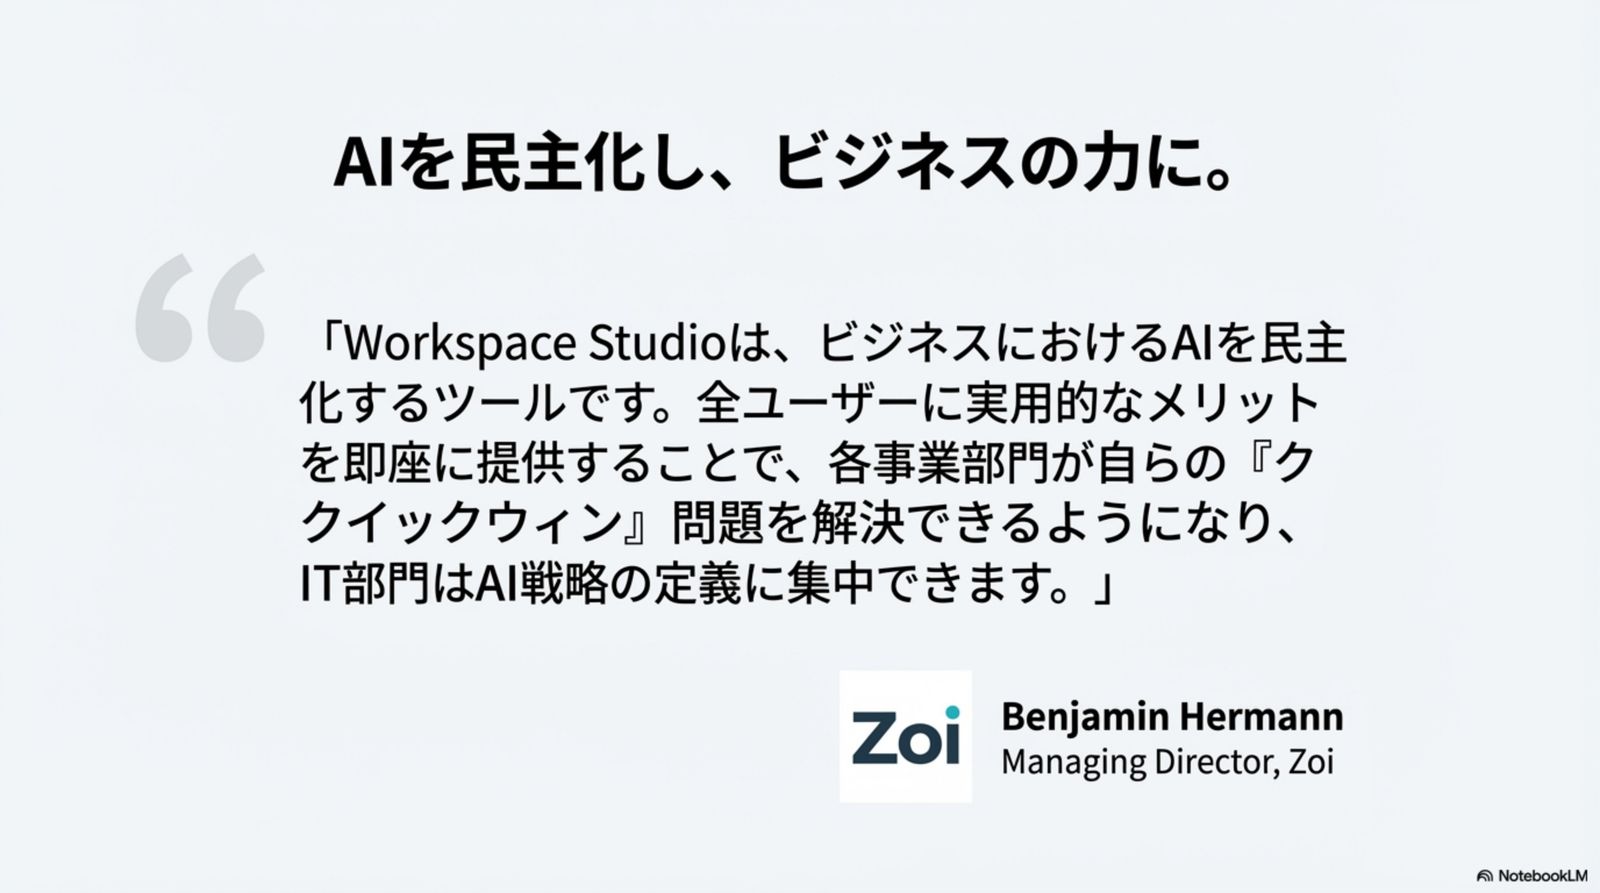 AIを民主化し、ビジネスの力に。
「Workspace Studioは、ビジネスにおけるAIを民主
化するツールです。全ユーザーに実用的なメリット
を即座に提供することで、各事業部門が自らの『ク
クイックウィン』問題を解決できるようになり、
IT部門はAI戦略の定義に集中できます。」
Zoi
Benjamin Hermann
Managing Director, Zoi
NotebookLM